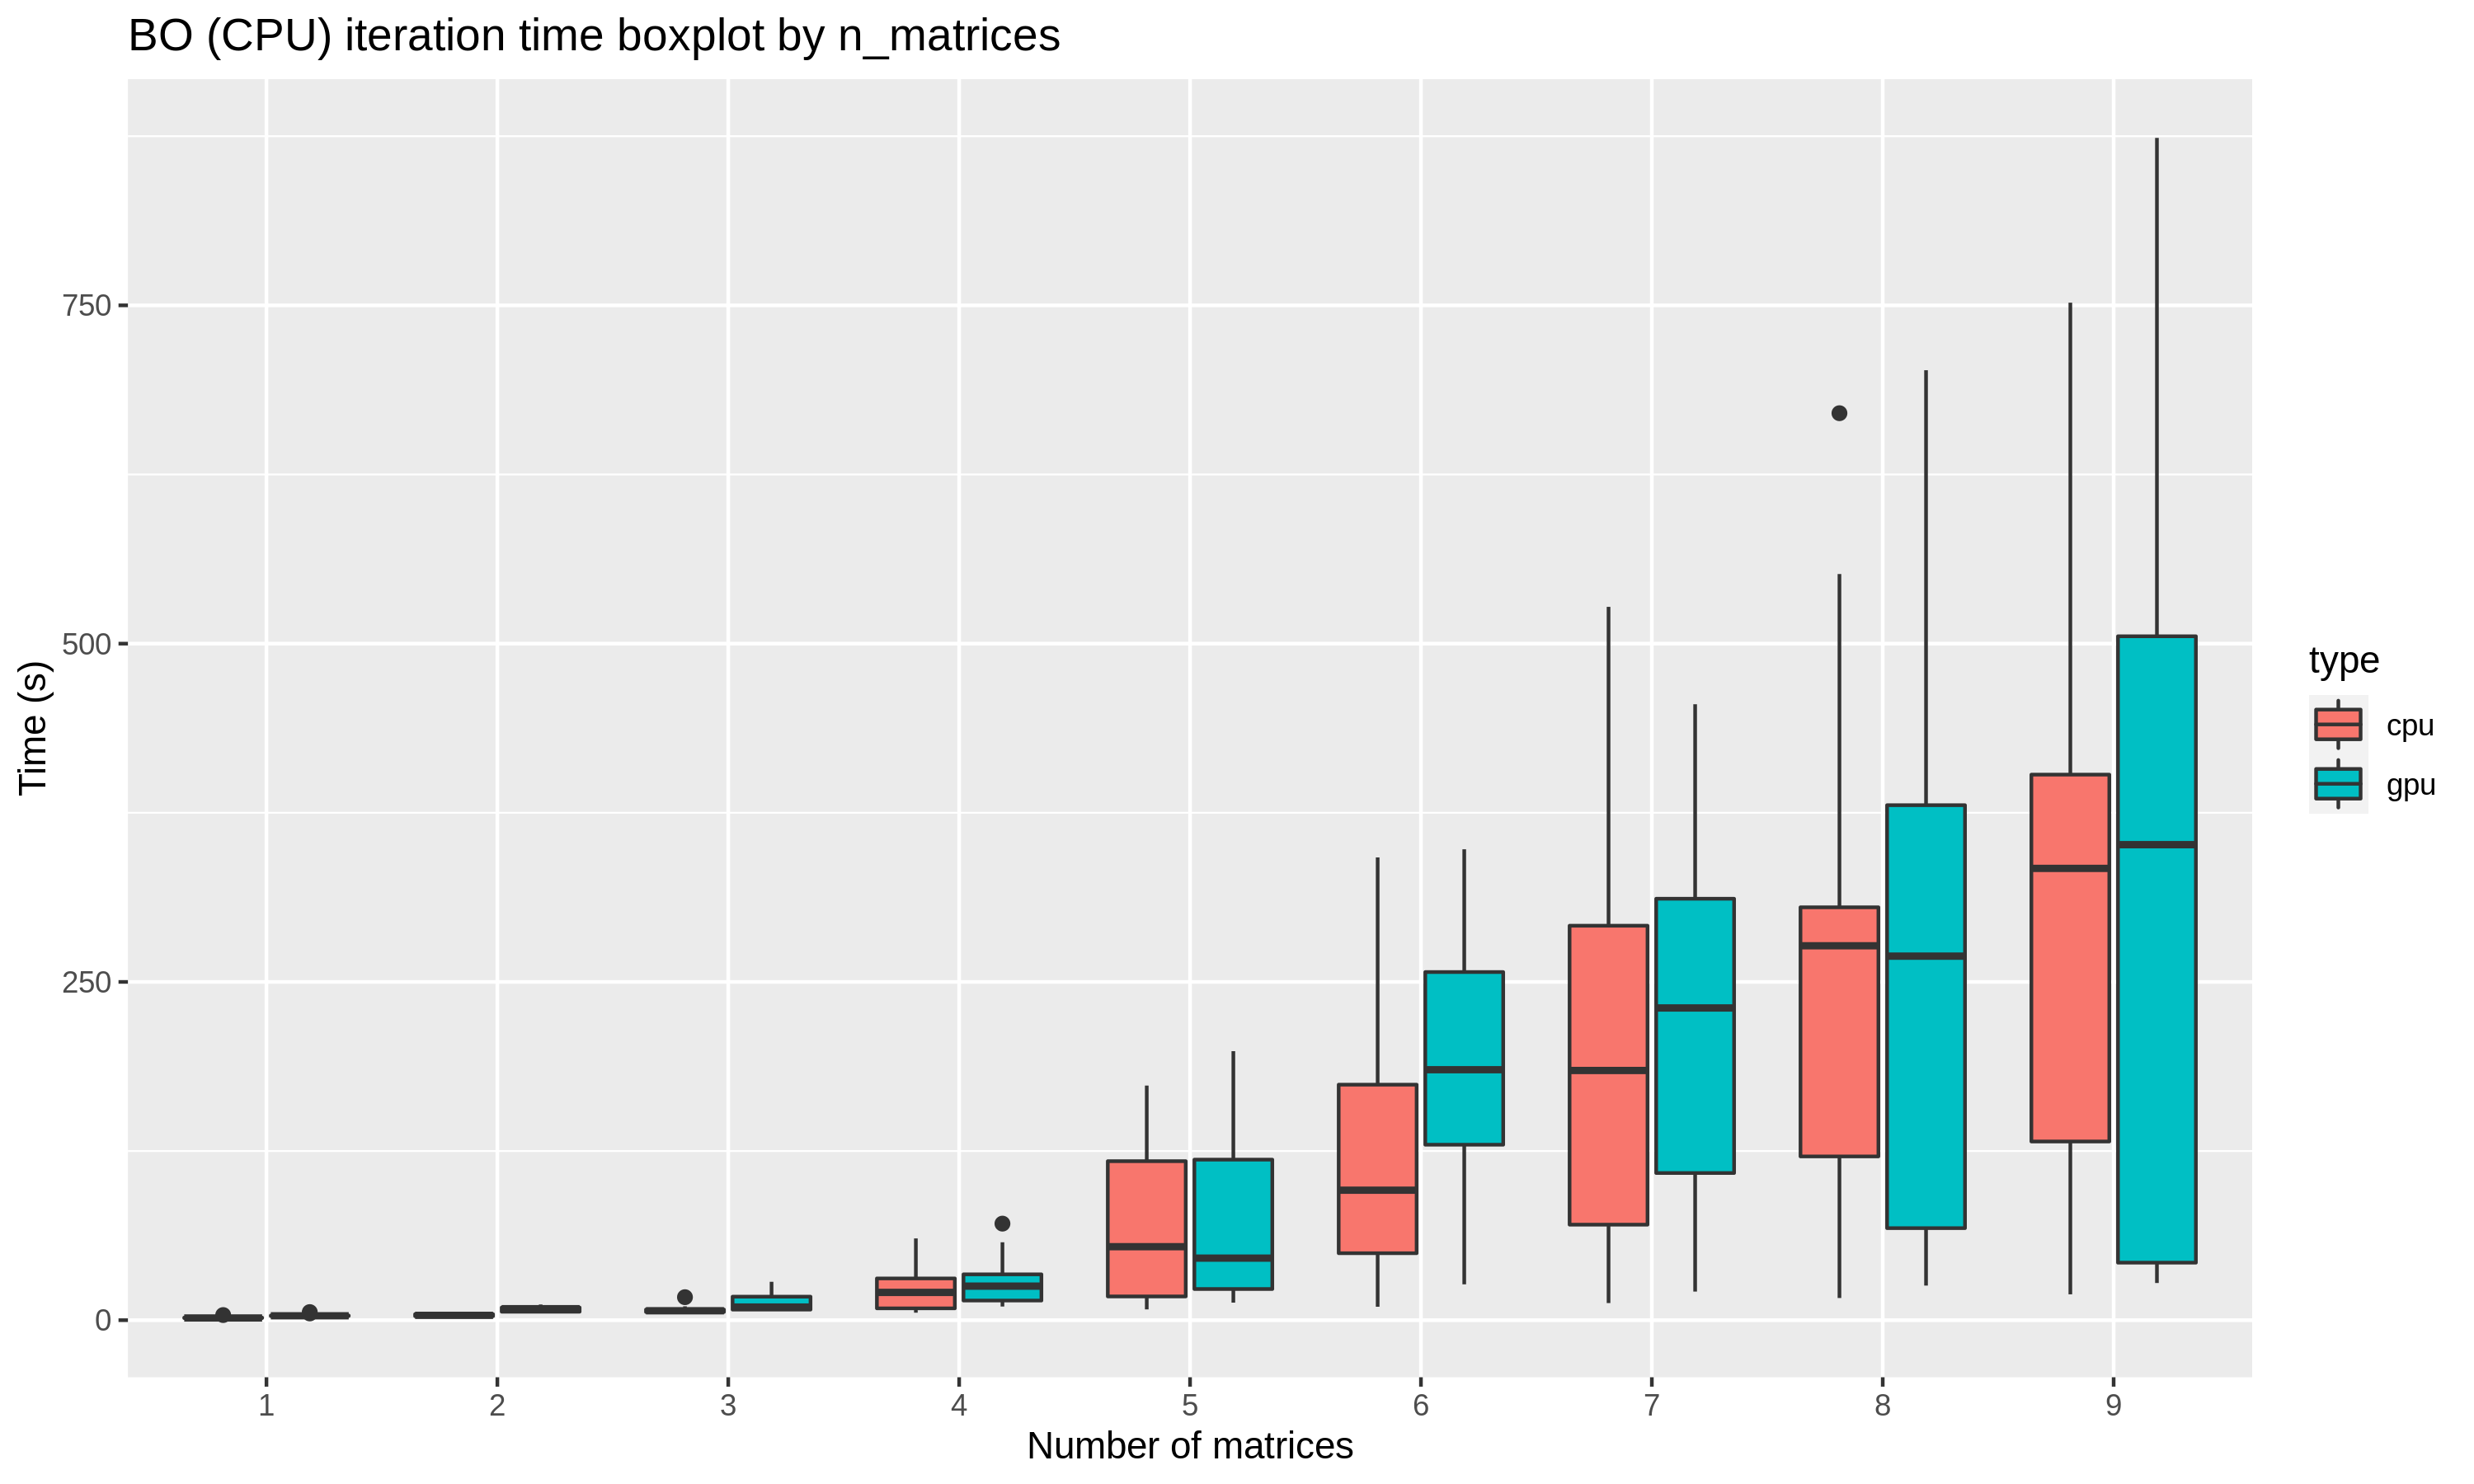 BO (CPU) iteration time boxplot by n_matrices
Time (s)
750
500
250
0
1 2 3 4 5 6 7 8 9
Number of matrices
type
cpu
gpu